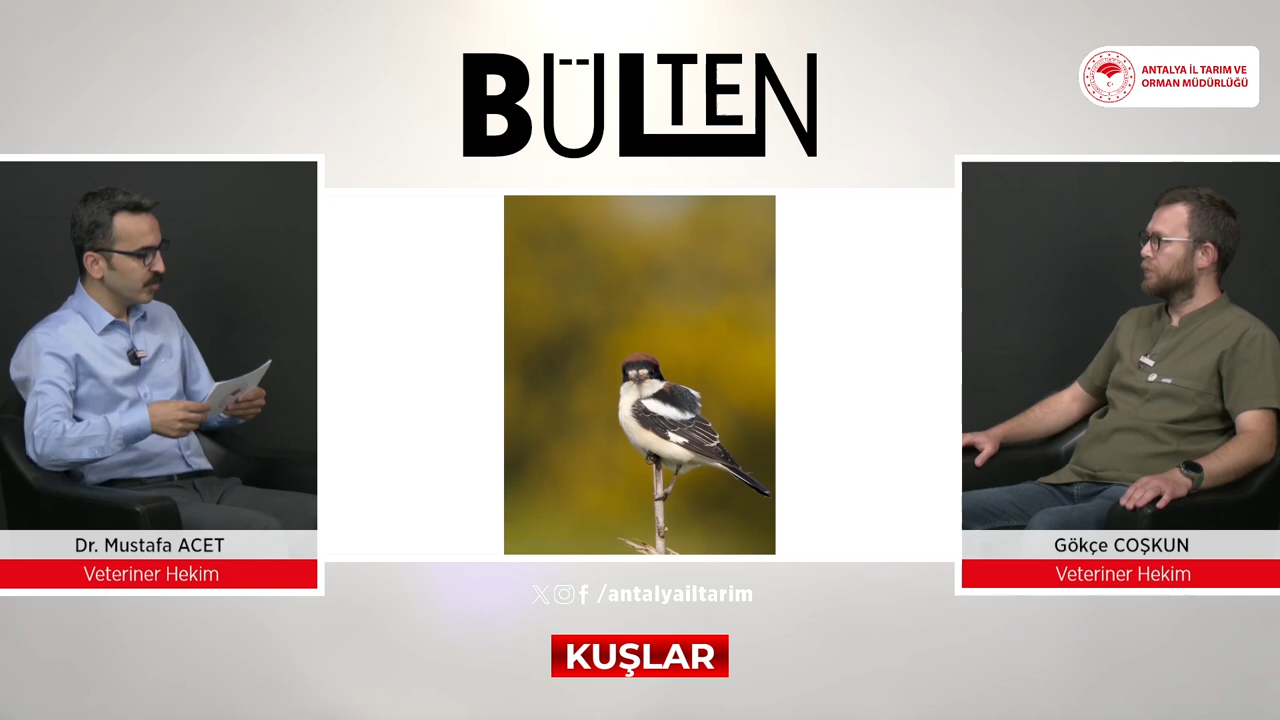 BÜLTEN
ANTALYA İL TARIM VE
ORMAN MÜDÜRLÜĞÜ
Dr. Mustafa ACET
Veteriner Hekim
Gökçe COŞKUN
Veteriner Hekim
/antalyailtarim
KUŞLAR